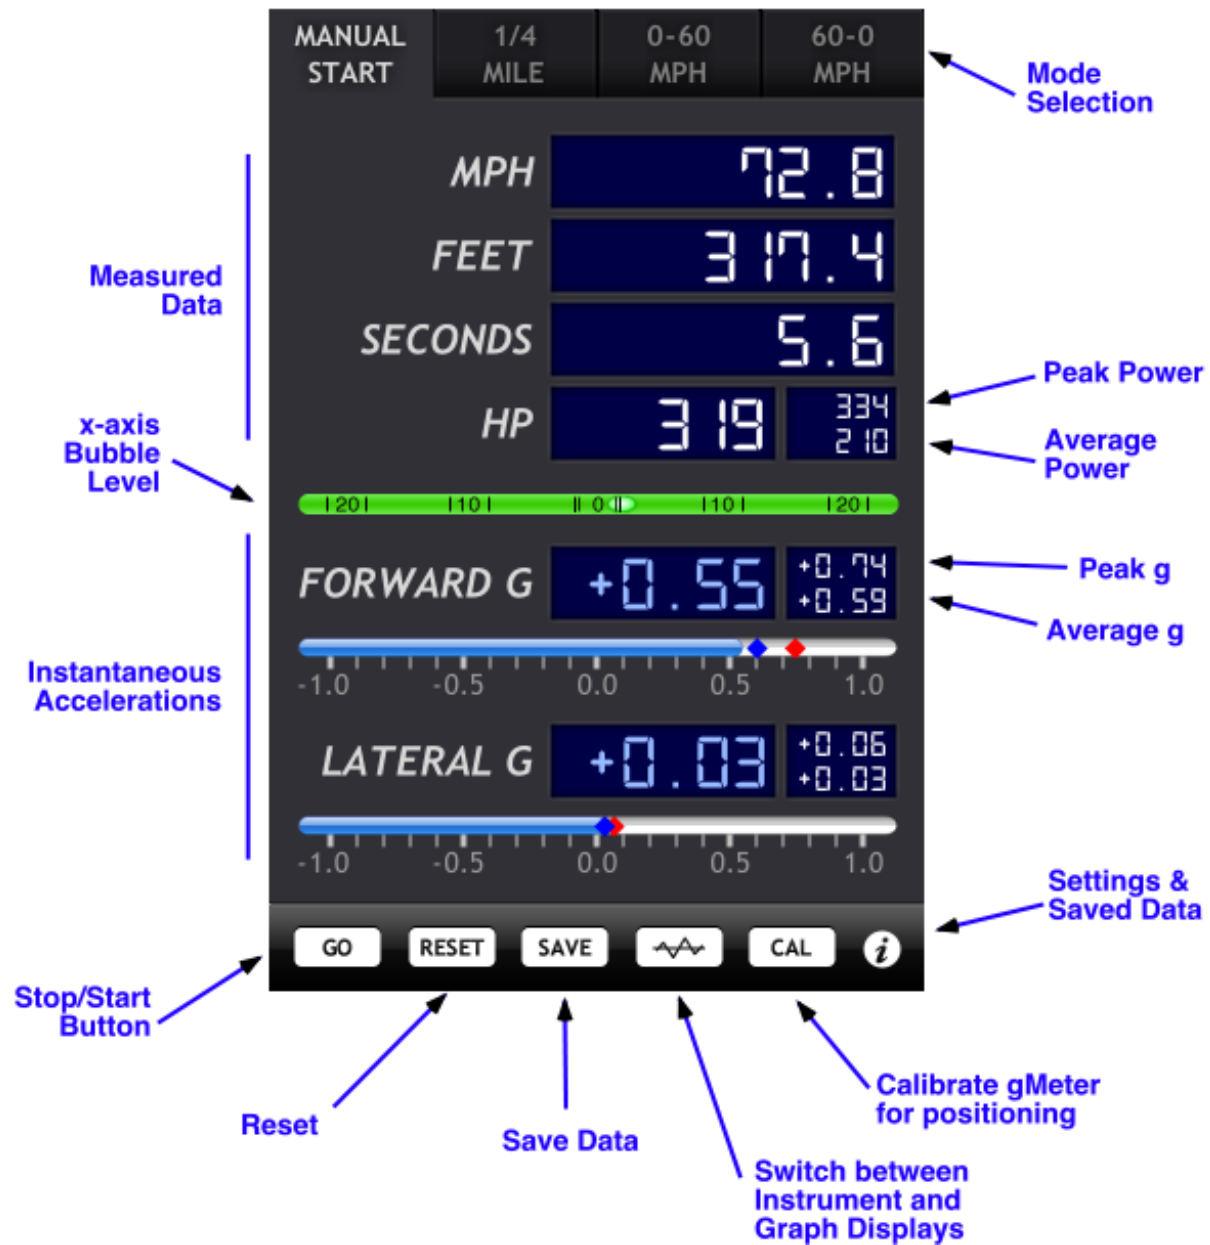 MANUAL
START
1/4
MILE
0-60
MPH
60-0
MPH
Mode
Selection
MPH
72.8
FEET
317.4
Measured
Data
SECONDS
5.6
HP
319
334
210
Peak Power
Average
Power
x-axis
Bubble
Level
|20| |10| || 0 || |10| |20|
FORWARD G
+0.55
+0.74
+0.59
Peak g
Average g
-1.0 -0.5 0.0 0.5 1.0
Instantaneous
Accelerations
LATERAL G
+0.03
+0.06
+0.03
-1.0 -0.5 0.0 0.5 1.0
Settings &
Saved Data
GO
RESET
SAVE
CAL
i
Stop/Start
Button
Reset
Save Data
Calibrate gMeter
for positioning
Switch between
Instrument and
Graph Displays